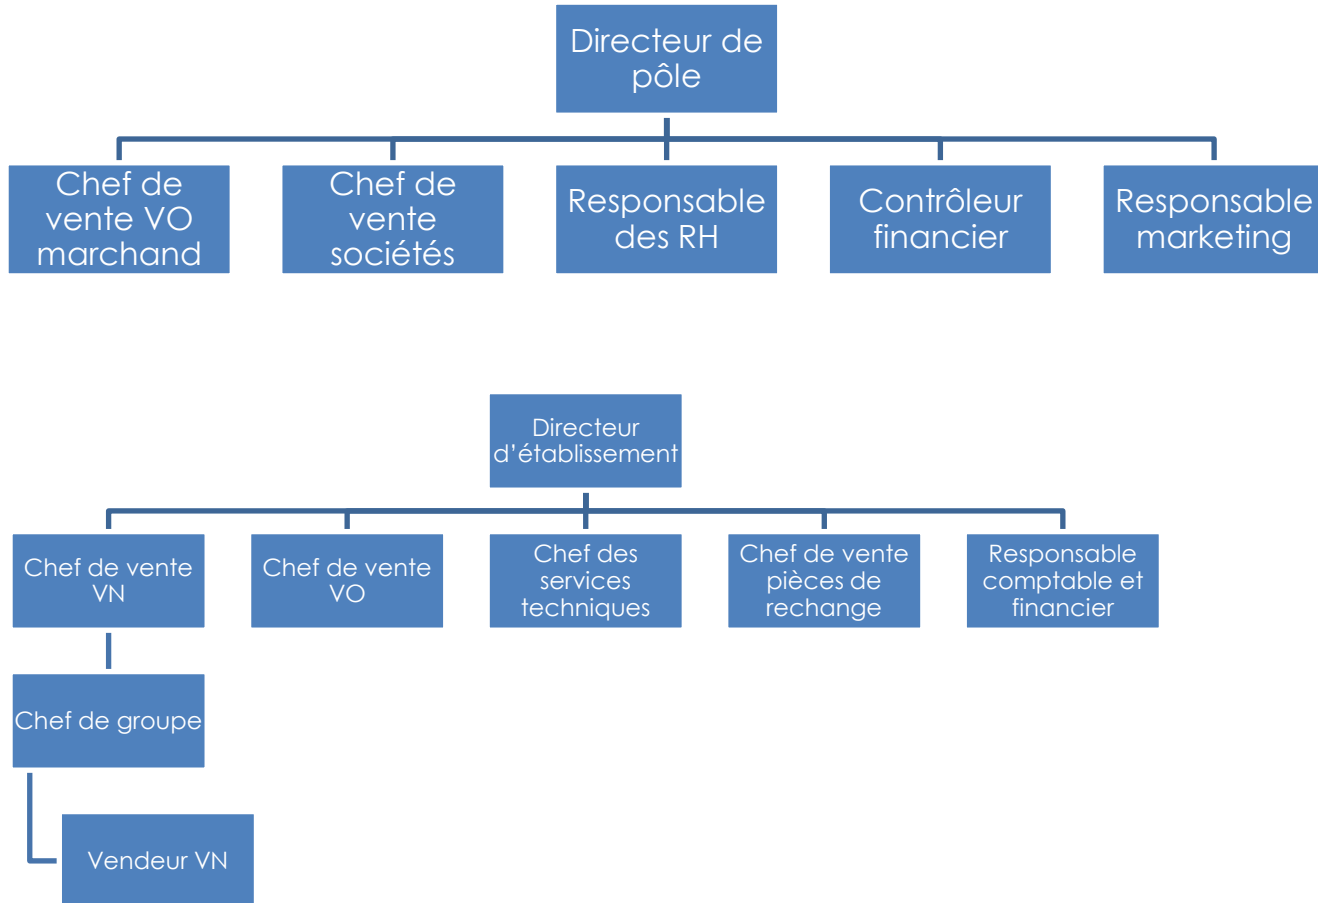 Directeur de
pôle
Chef de
vente VO
marchand
Chef de
vente
sociétés
Responsable
des RH
Contrôleur
financier
Responsable
marketing
Directeur
d’établissement
Chef de vente
VN
Chef de vente
VO
Chef des
services
techniques
Chef de vente
pièces de
rechange
Responsable
comptable et
financier
Chef de groupe
Vendeur VN